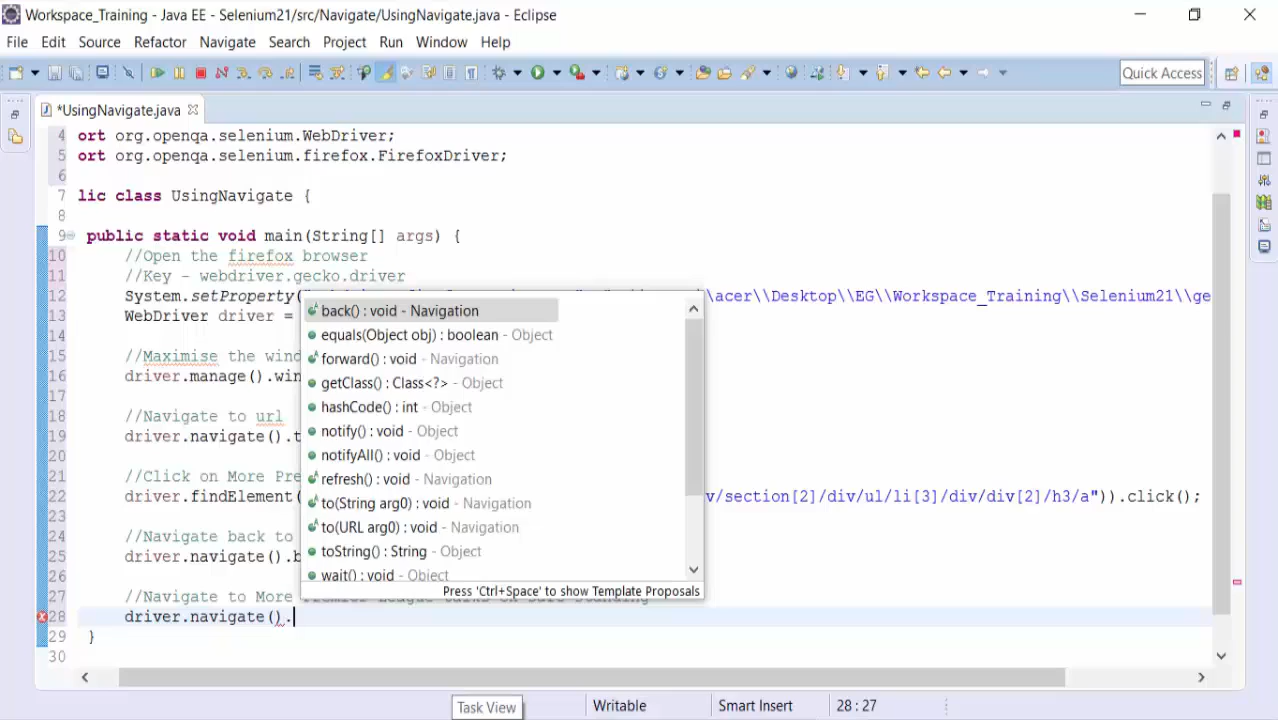 Workspace_Training - Java EE - Selenium21/src/Navigate/UsingNavigate.java - Eclipse
File Edit Source Refactor Navigate Search Project Run Window Help
Quick Access
*UsingNavigate.java
4 ort org.openqa.selenium.WebDriver;
5 ort org.openqa.selenium.firefox.FirefoxDriver;
6
7 lic class UsingNavigate {
8
9 public static void main(String[] args) {
10 //Open the firefox browser
11 //Key - webdriver.gecko.driver
12 System.setProperty( \acer\\Desktop\\EG\\Workspace_Training\\Selenium21\\ge
13 WebDriver driver =
14
15 //Maximise the wind
16 driver.manage().win
17
18 //Navigate to url
19 driver.navigate().t
20
21 //Click on More Pre
22 driver.findElement( v/section[2]/div/ul/li[3]/div/div[2]/h3/a")).click();
23
24 //Navigate back to
25 driver.navigate().b
26
27 //Navigate to More
28 driver.navigate().
29 }
30
back() : void - Navigation
equals(Object obj) : boolean - Object
forward() : void - Navigation
getClass() : Class<?> - Object
hashCode() : int - Object
notify() : void - Object
notifyAll() : void - Object
refresh() : void - Navigation
to(String arg0) : void - Navigation
to(URL arg0) : void - Navigation
toString() : String - Object
wait() : void - Object
Press 'Ctrl+Space' to show Template Proposals
Task View
Writable Smart Insert 28 : 27